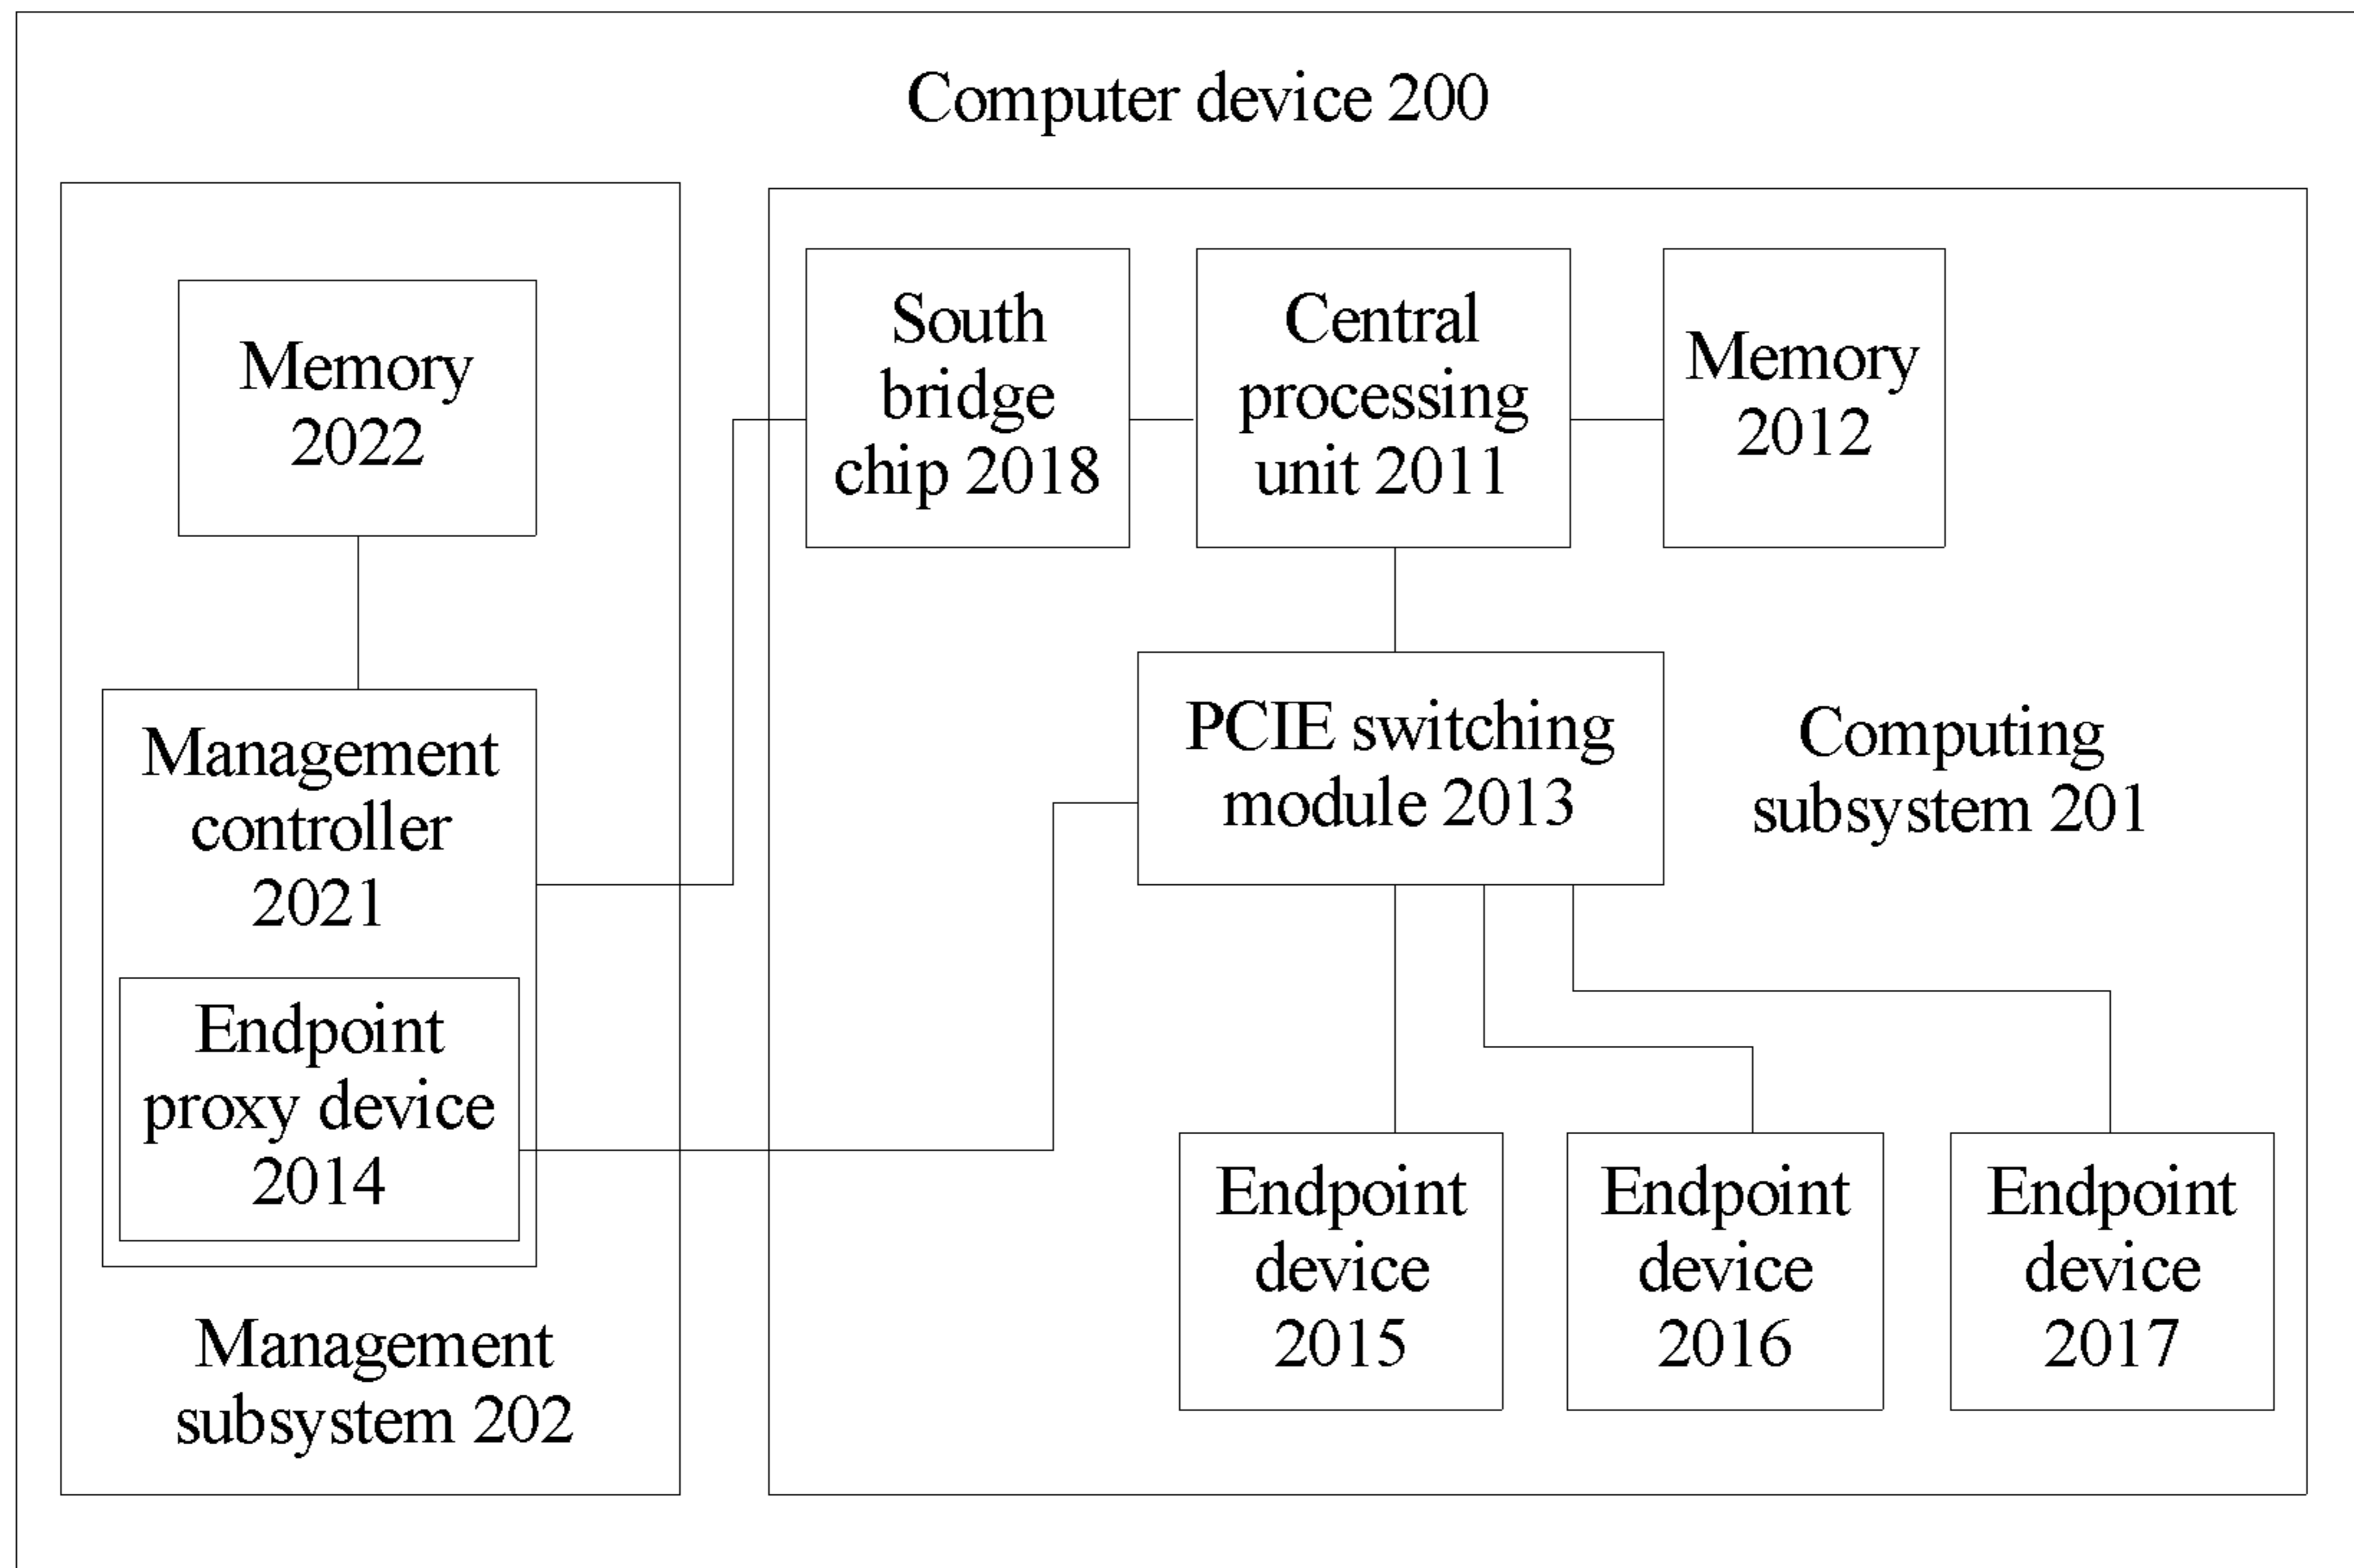 Computer device 200
Memory
2022
Management
controller
2021
Endpoint
proxy device
2014
Management
subsystem 202
South
bridge
chip 2018
Central
processing
unit 2011
Memory
2012
PCIE switching
module 2013
Computing
subsystem 201
Endpoint
device
2015
Endpoint
device
2016
Endpoint
device
2017